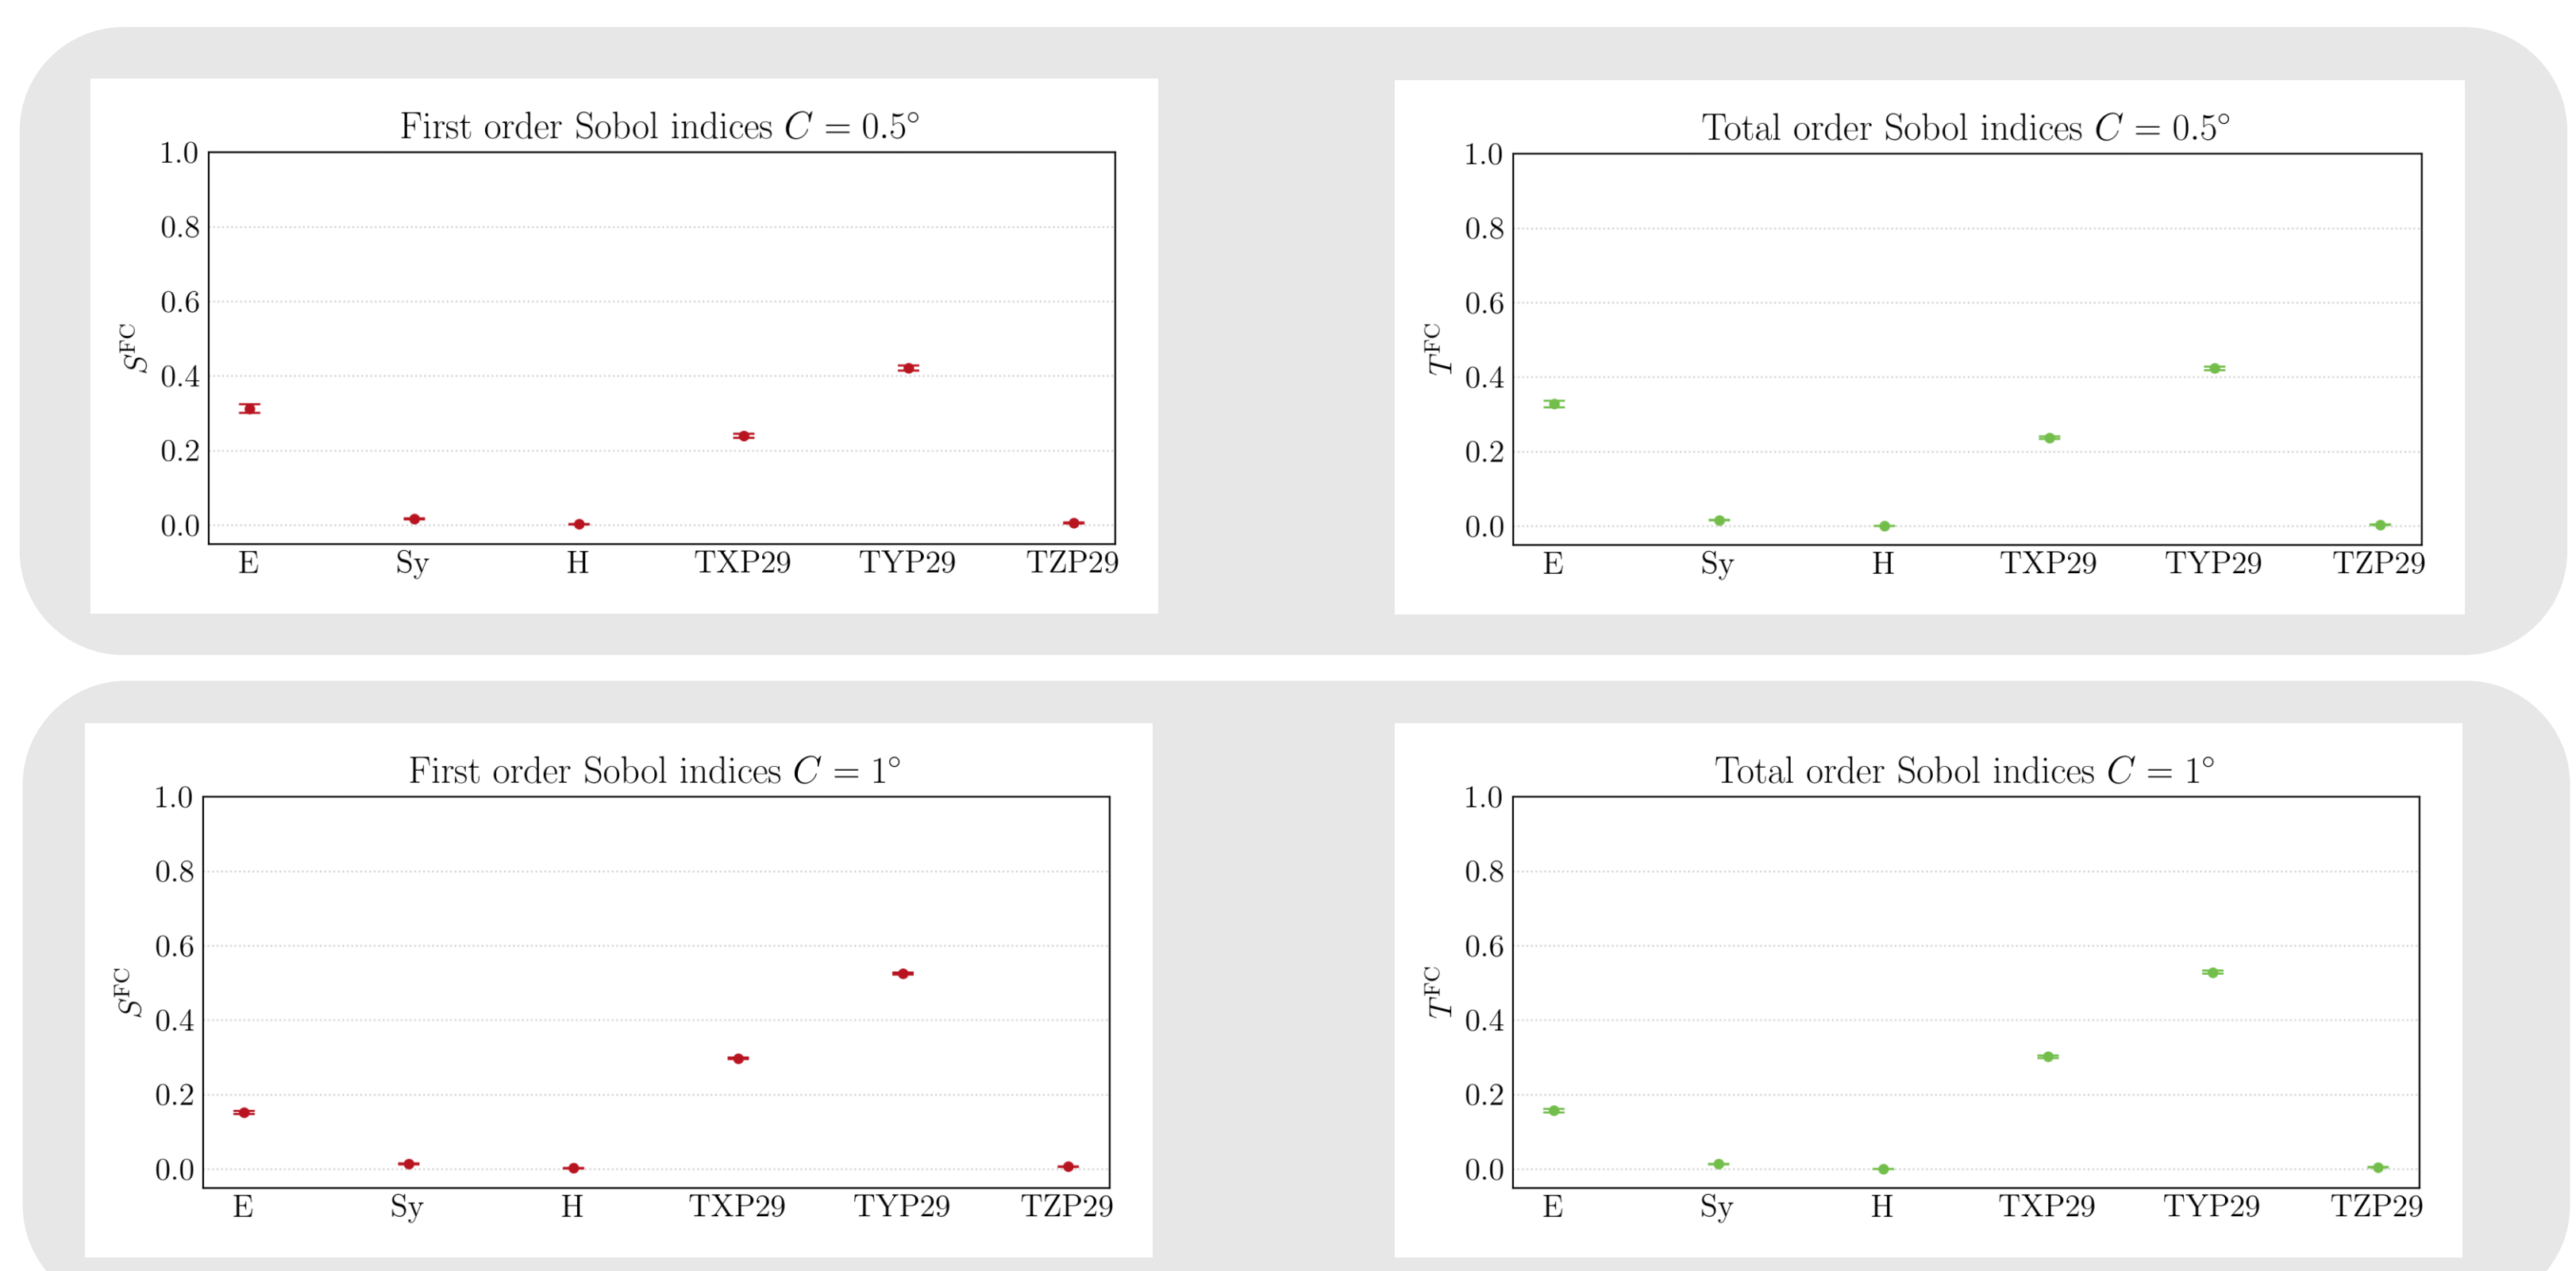 First order Sobol indices C = 0.5°
1.0
0.8
0.6
0.4
0.2
0.0
S^FC
E Sy H TXP29 TYP29 TZP29
Total order Sobol indices C = 0.5°
1.0
0.8
0.6
0.4
0.2
0.0
T^FC
E Sy H TXP29 TYP29 TZP29
First order Sobol indices C = 1°
1.0
0.8
0.6
0.4
0.2
0.0
S^FC
E Sy H TXP29 TYP29 TZP29
Total order Sobol indices C = 1°
1.0
0.8
0.6
0.4
0.2
0.0
T^FC
E Sy H TXP29 TYP29 TZP29